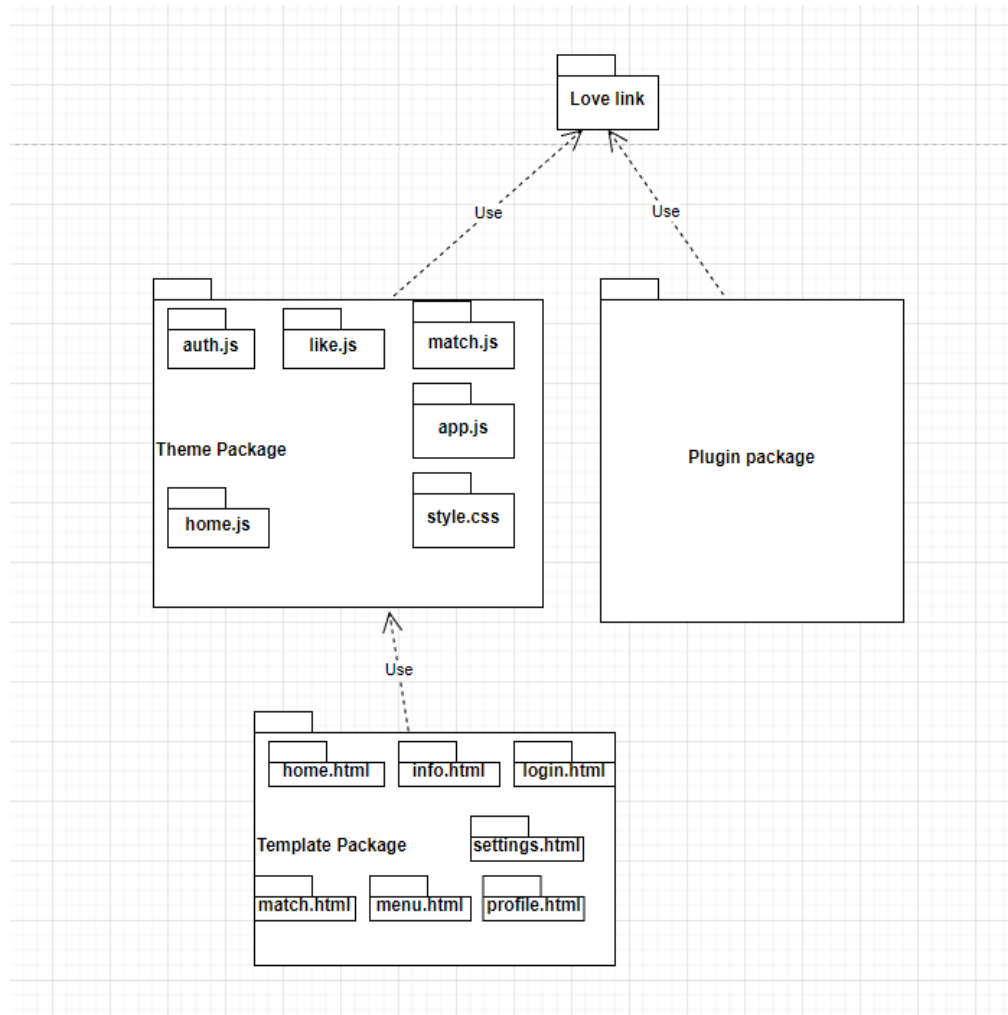 Love link
Use
Use
auth.js
like.js
match.js
app.js
Theme Package
Plugin package
home.js
style.css
Use
home.html
info.html
login.html
Template Package
settings.html
match.html
menu.html
profile.html